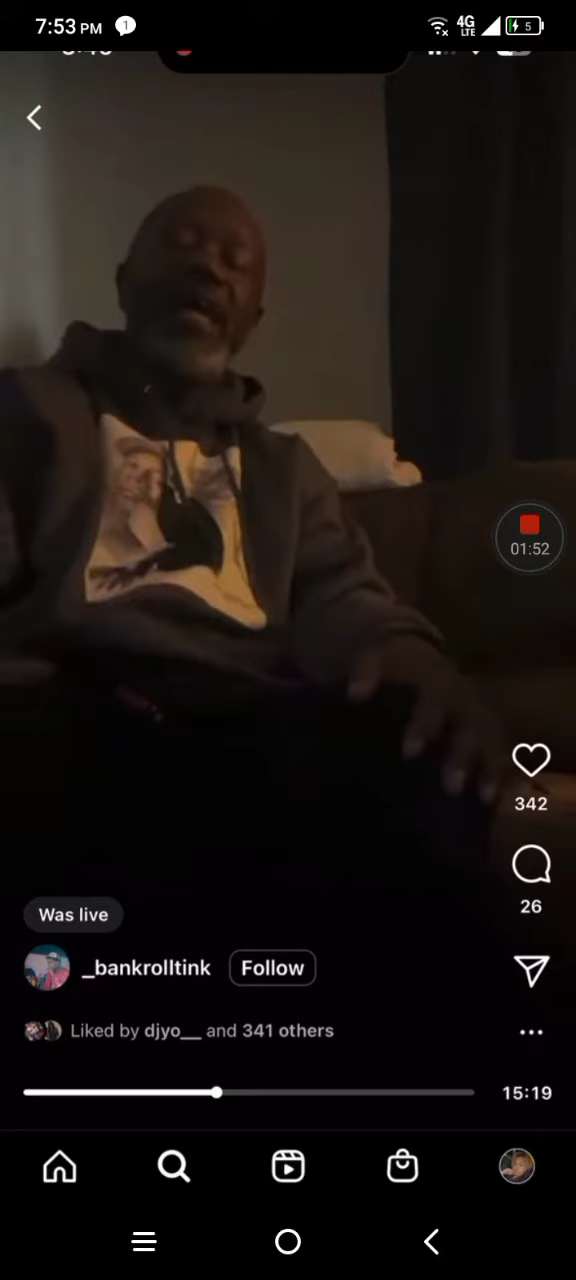 7:53 PM 1 4G LTE 5
01:52
342
26
Was live
_bankrolltink Follow
Liked by djyo__ and 341 others
15:19